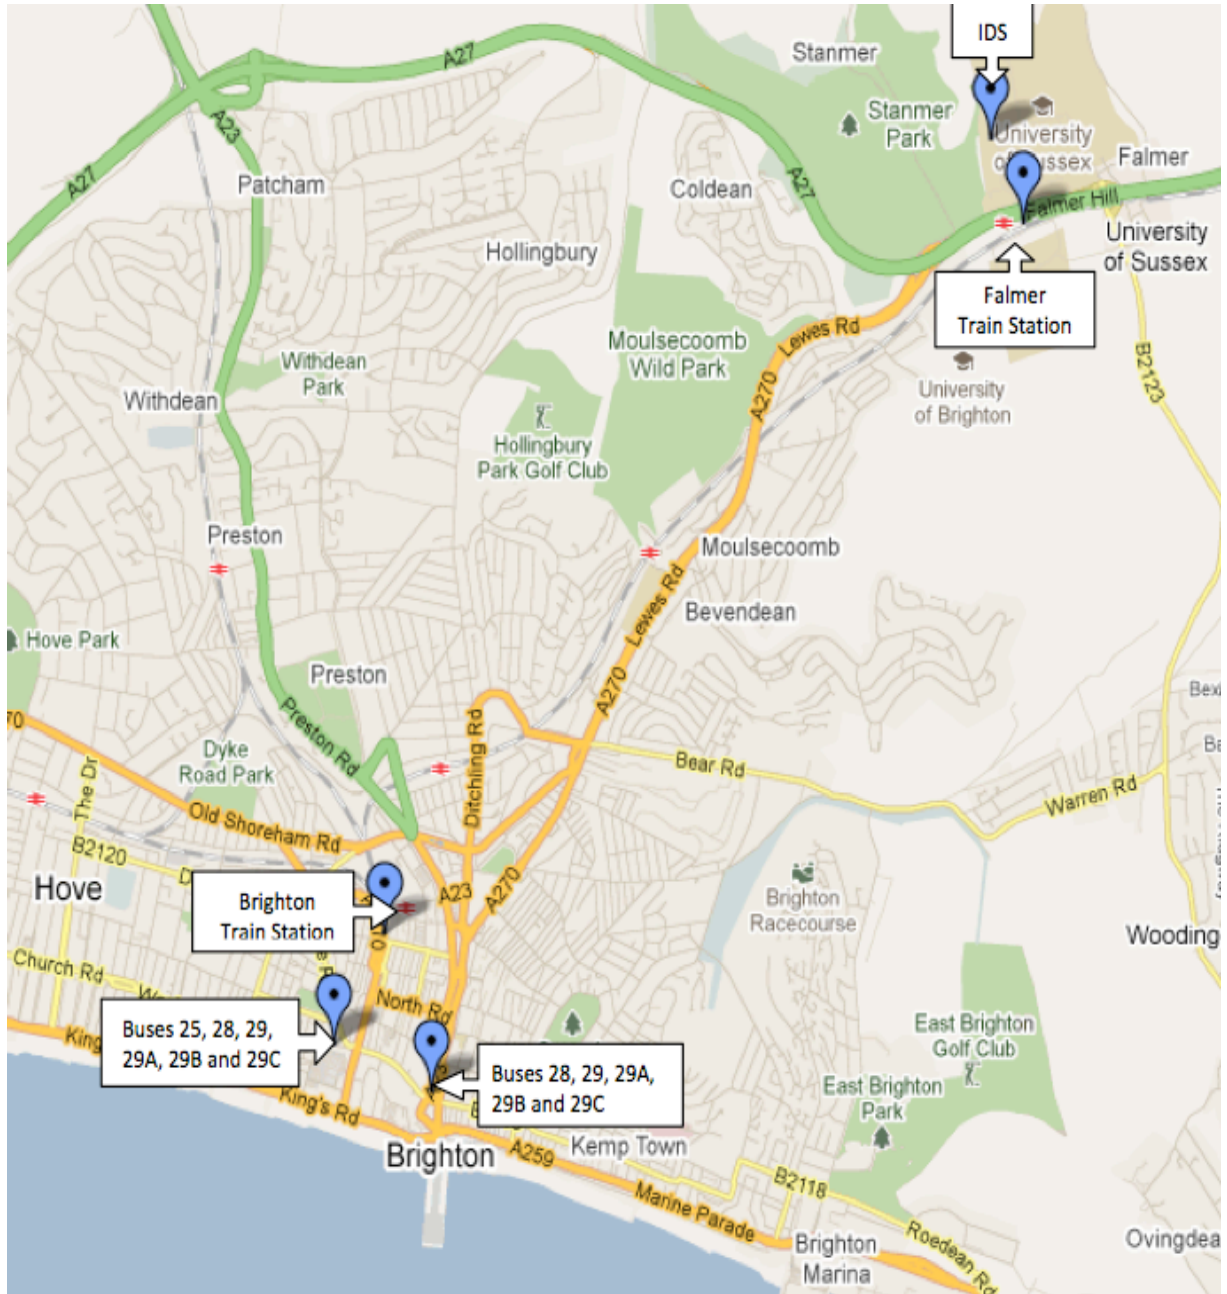 IDS
Stanmer
A27
Stanmer
Park
University
of Sussex
Falmer
A23
A27
Patcham
Coldean
A27
Falmer Hill
University
of Sussex
Hollingbury
Falmer
Train Station
Lewes Rd
Moulsecoomb
Wild Park
Withdean
Park
Withdean
A270
B2123
University
of Brighton
Hollingbury
Park Golf Club
Preston
Moulsecoomb
Lewes Rd
Bevendean
Hove Park
Preston
A270
70
Preston Rd
Ditchling Rd
Dyke
Road Park
The Dr
Bear Rd
Warren Rd
Old Shoreham Rd
B2120
Hove
A23
A270
Brighton
Train Station
Brighton
Racecourse
Wooding
Church Rd
North Rd
Buses 25, 28, 29,
29A, 29B and 29C
East Brighton
Golf Club
Buses 28, 29, 29A,
29B and 29C
King's Rd
East Brighton
Park
Brighton
Kemp Town
A259
B2118
Marine Parade
Roedean Rd
Brighton
Marina
Ovingdea